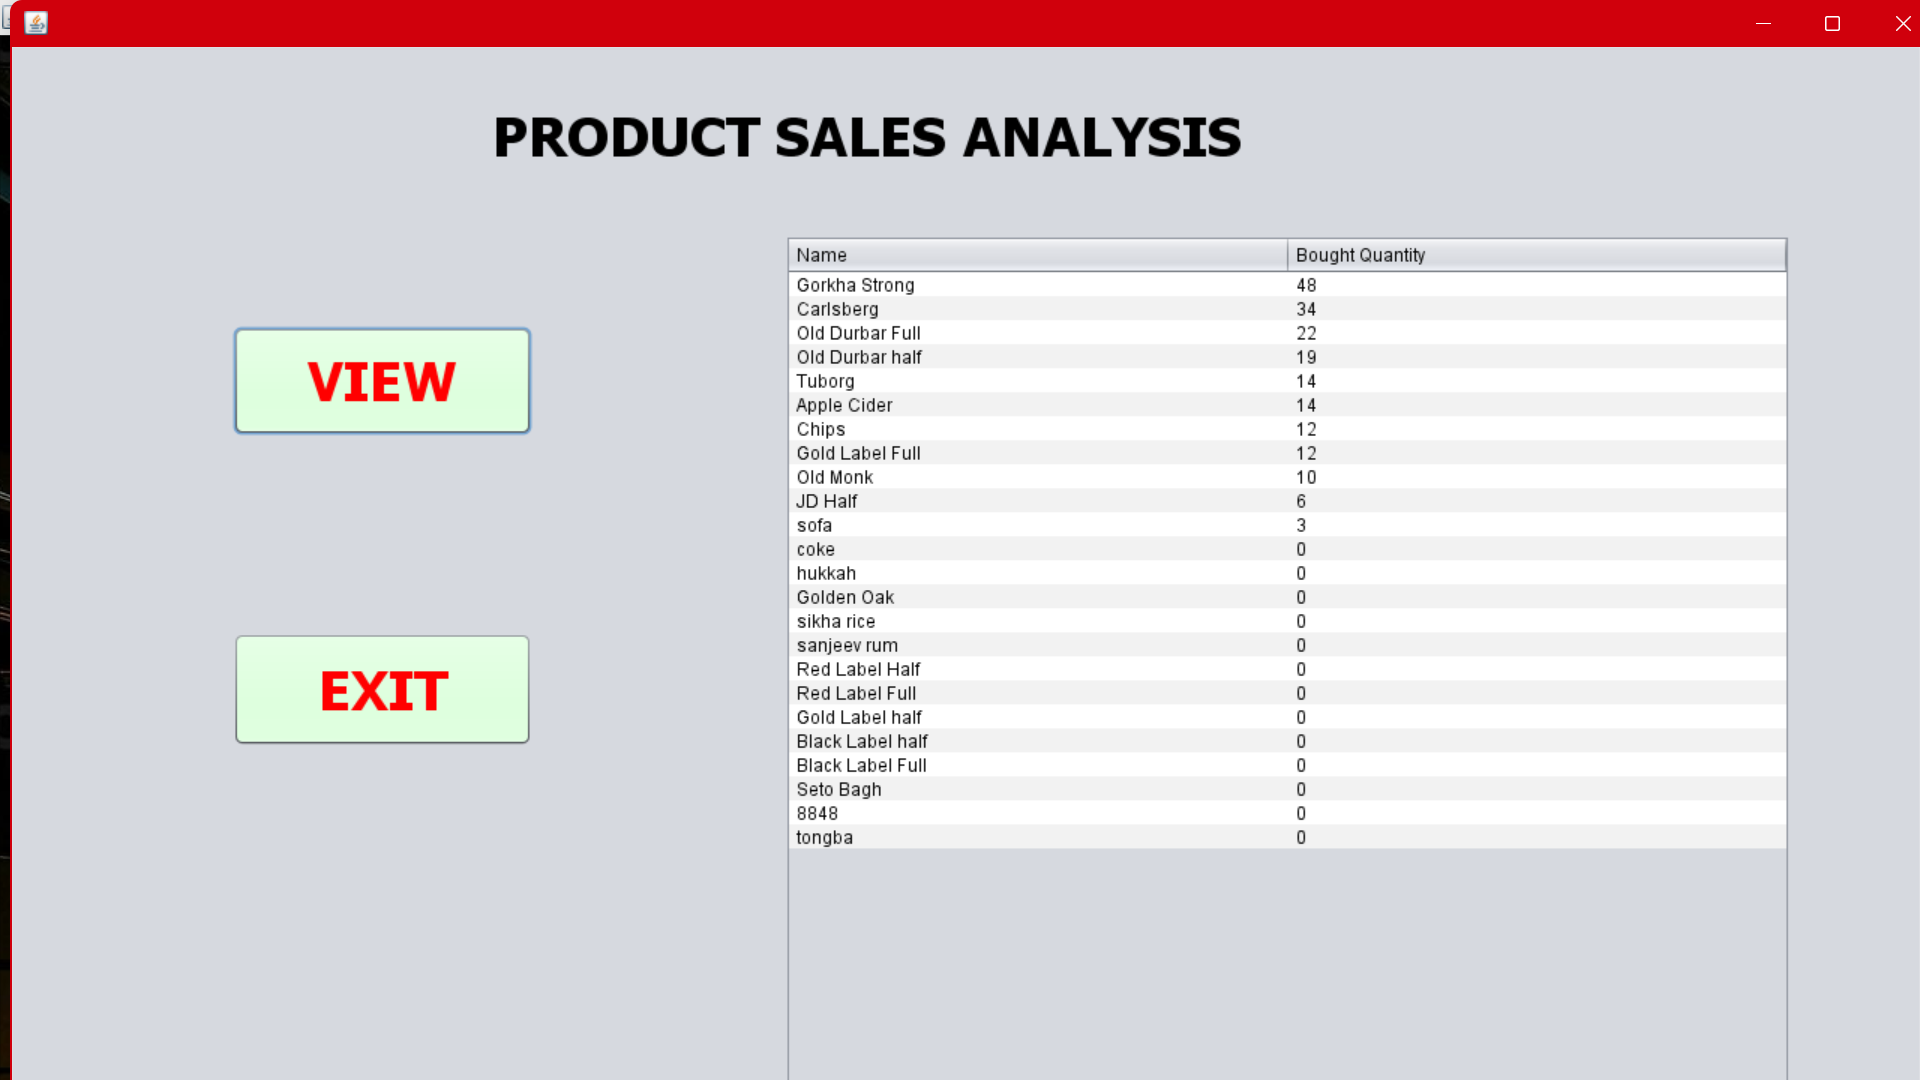 PRODUCT SALES ANALYSIS
VIEW
EXIT
Name Bought Quantity
Gorkha Strong 48
Carlsberg 34
Old Durbar Full 22
Old Durbar half 19
Tuborg 14
Apple Cider 14
Chips 12
Gold Label Full 12
Old Monk 10
JD Half 6
sofa 3
coke 0
hukkah 0
Golden Oak 0
sikha rice 0
sanjeev rum 0
Red Label Half 0
Red Label Full 0
Gold Label half 0
Black Label half 0
Black Label Full 0
Seto Bagh 0
8848 0
tongba 0